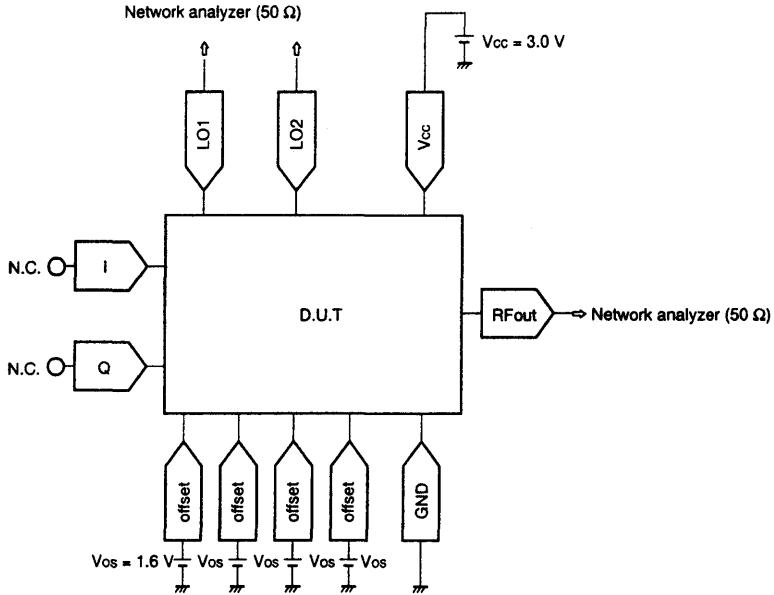 Network analyzer (50 Ω)
Vcc = 3.0 V
LO1
LO2
Vcc
N.C.
I
D.U.T
RFout
Network analyzer (50 Ω)
N.C.
Q
offset
offset
offset
offset
GND
Vos = 1.6 V
Vos
Vos
Vos
Vos